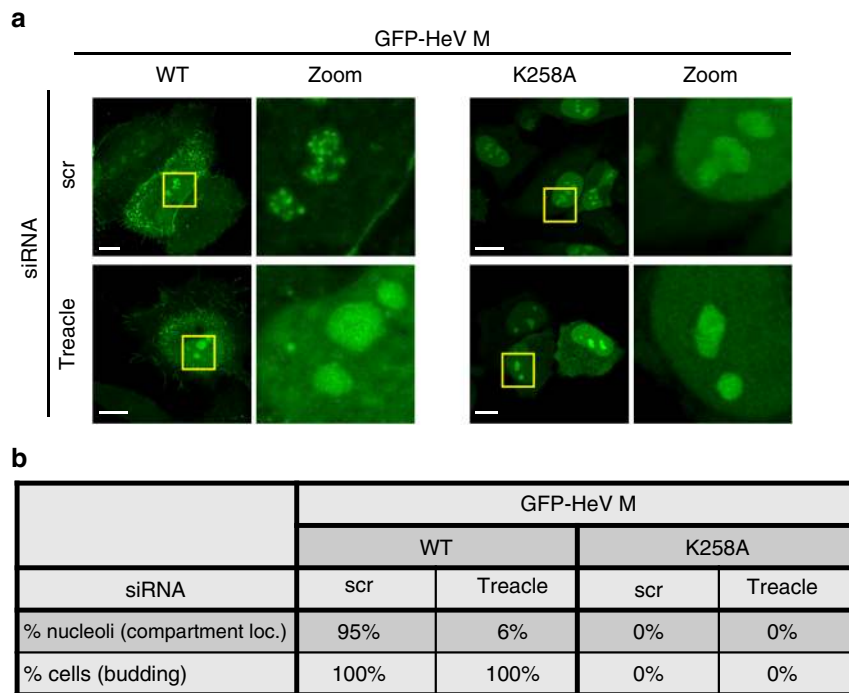 a
GFP-HeV M
WT Zoom K258A Zoom
siRNA
scr
Treacle
b
GFP-HeV M
WT K258A
siRNA scr Treacle scr Treacle
% nucleoli (compartment loc.) 95% 6% 0% 0%
% cells (budding) 100% 100% 0% 0%